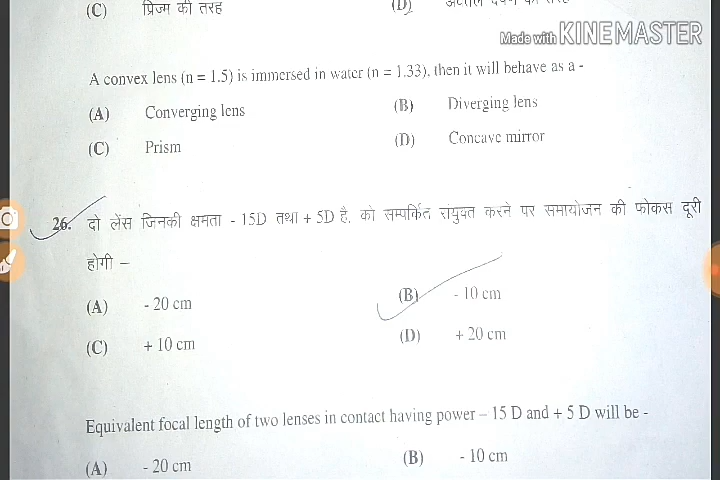 (C) प्रिज्म की तरह (D)
Made with KINEMASTER
A convex lens (n = 1.5) is immersed in water (n = 1.33), then it will behave as a -
(A) Converging lens (B) Diverging lens
(C) Prism (D) Concave mirror
26. दो लेंस जिनकी क्षमता - 15D तथा + 5D है, को सम्पर्कित संयुक्त करने पर समायोजन की फोकस दूरी
होगी –
(A) - 20 cm (B) - 10 cm
(C) + 10 cm (D) + 20 cm
Equivalent focal length of two lenses in contact having power – 15 D and + 5 D will be -
(A) - 20 cm (B) - 10 cm